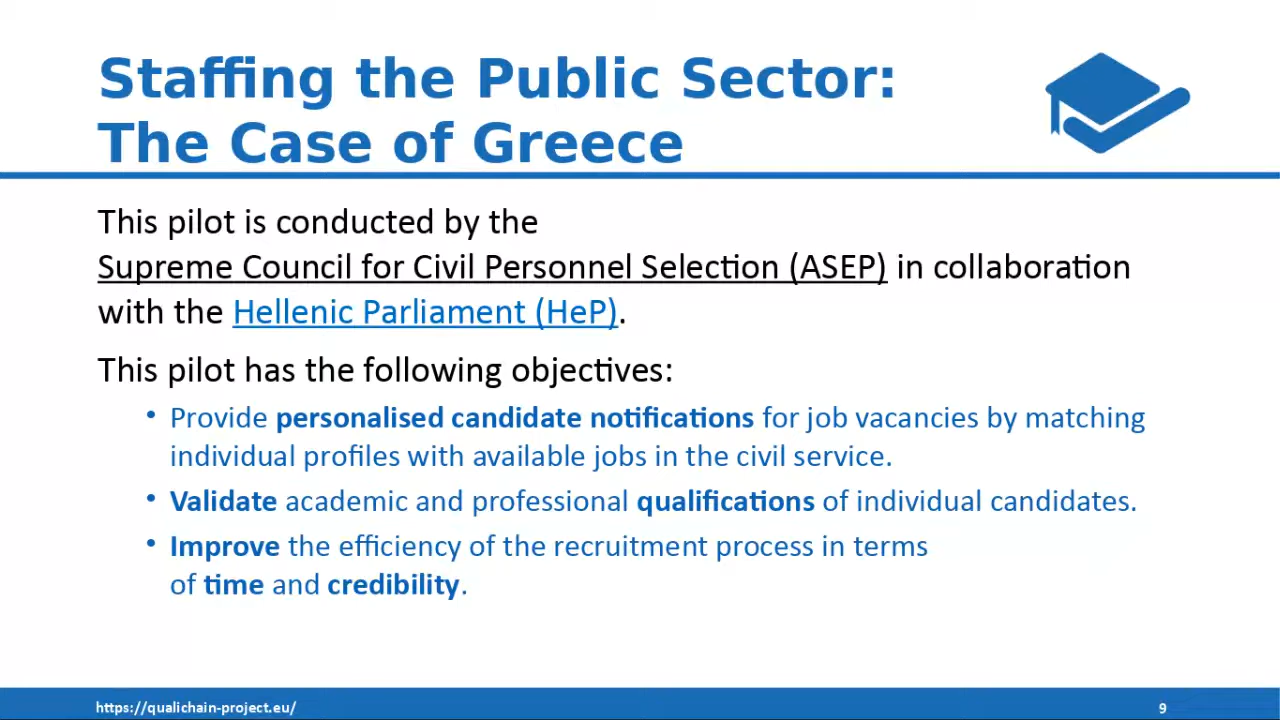 Staffing the Public Sector:
The Case of Greece
This pilot is conducted by the
Supreme Council for Civil Personnel Selection (ASEP) in collaboration
with the Hellenic Parliament (HeP).
This pilot has the following objectives:
• Provide personalised candidate notifications for job vacancies by matching
individual profiles with available jobs in the civil service.
• Validate academic and professional qualifications of individual candidates.
• Improve the efficiency of the recruitment process in terms
of time and credibility.
https://qualichain-project.eu/
9